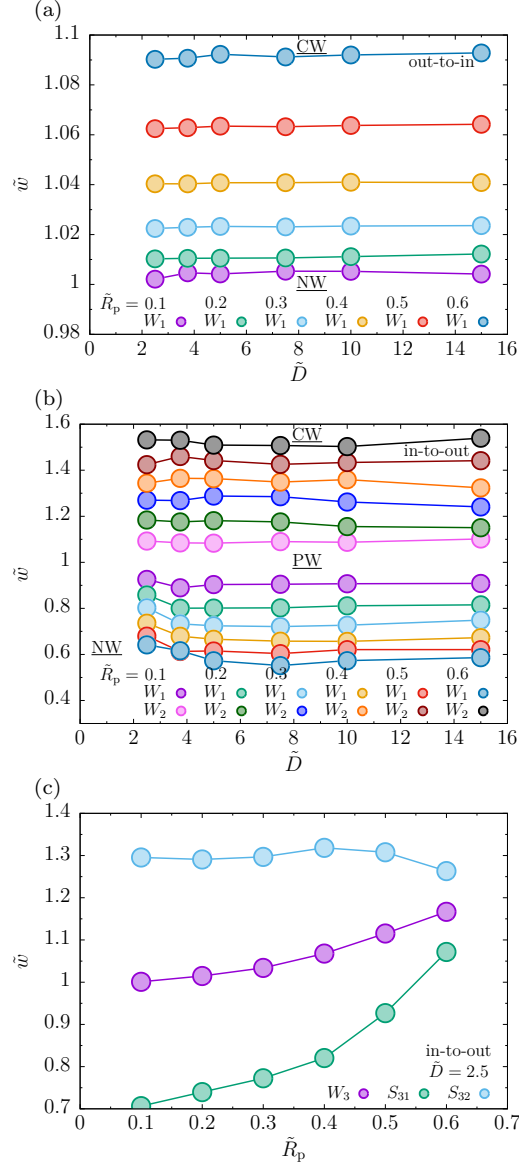 (a)
1.1
CW
out-to-in
1.08
1.06
w̃
1.04
1.02
1
NW
R̃p = 0.1 0.2 0.3 0.4 0.5 0.6
W1 W1 W1 W1 W1 W1
0.98
0 2 4 6 8 10 12 14 16
D̃
(b)
1.6
CW
in-to-out
1.4
1.2
w̃
1
PW
0.8
NW
0.6
R̃p = 0.1 0.2 0.3 0.4 0.5 0.6
W1 W1 W1 W1 W1 W1
W2 W2 W2 W2 W2 W2
0.4
0 2 4 6 8 10 12 14 16
D̃
(c)
1.4
1.3
1.2
1.1
w̃
1
0.9
0.8
in-to-out
D̃ = 2.5
W3 S31 S32
0.7
0 0.1 0.2 0.3 0.4 0.5 0.6 0.7
R̃p